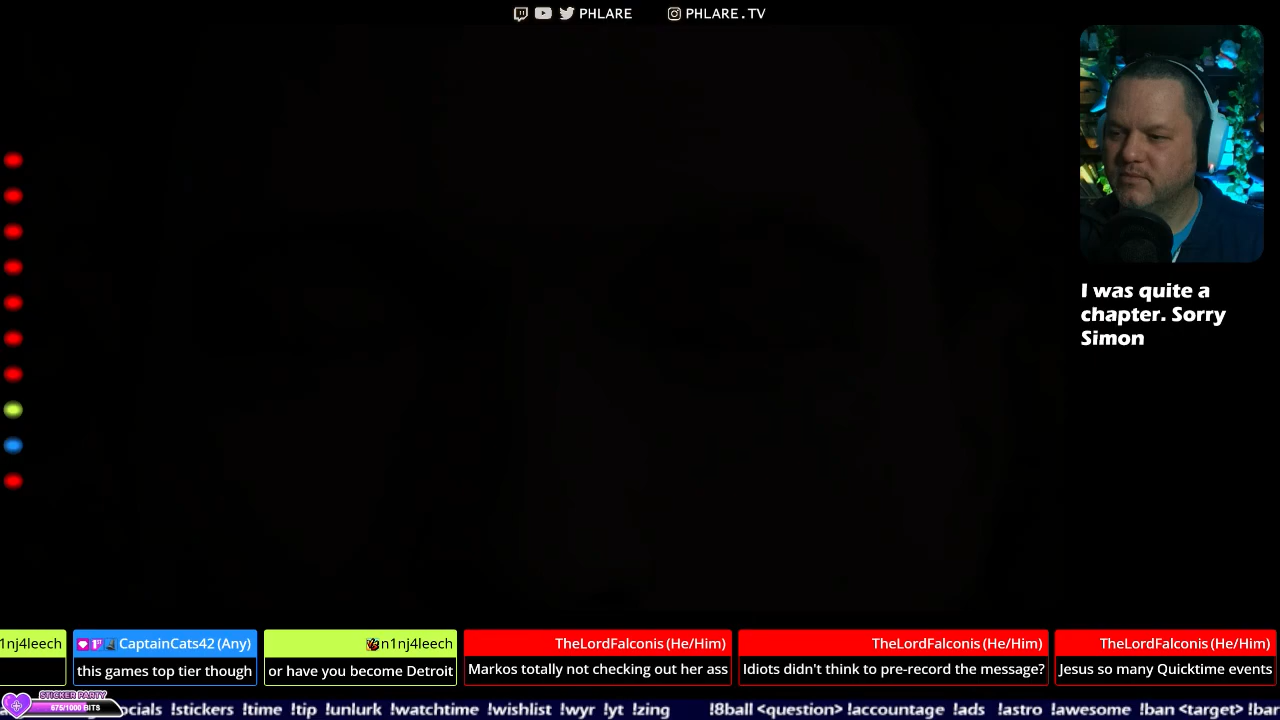 PHLARE PHLARE.TV
I was quite a
chapter. Sorry
Simon
1nj4leech
CaptainCats42 (Any)
this games top tier though
n1nj4leech
or have you become Detroit
TheLordFalconis (He/Him)
Markos totally not checking out her ass
TheLordFalconis (He/Him)
Idiots didn't think to pre-record the message?
TheLordFalconis (He/Him)
Jesus so many Quicktime events
STICKER PARTY
675/1000 BITS
ocials !stickers !time !tip !unlurk !watchtime !wishlist !wyr !yt !zing !8ball <question> !accountage !ads !astro !awesome !ban <target> !bar